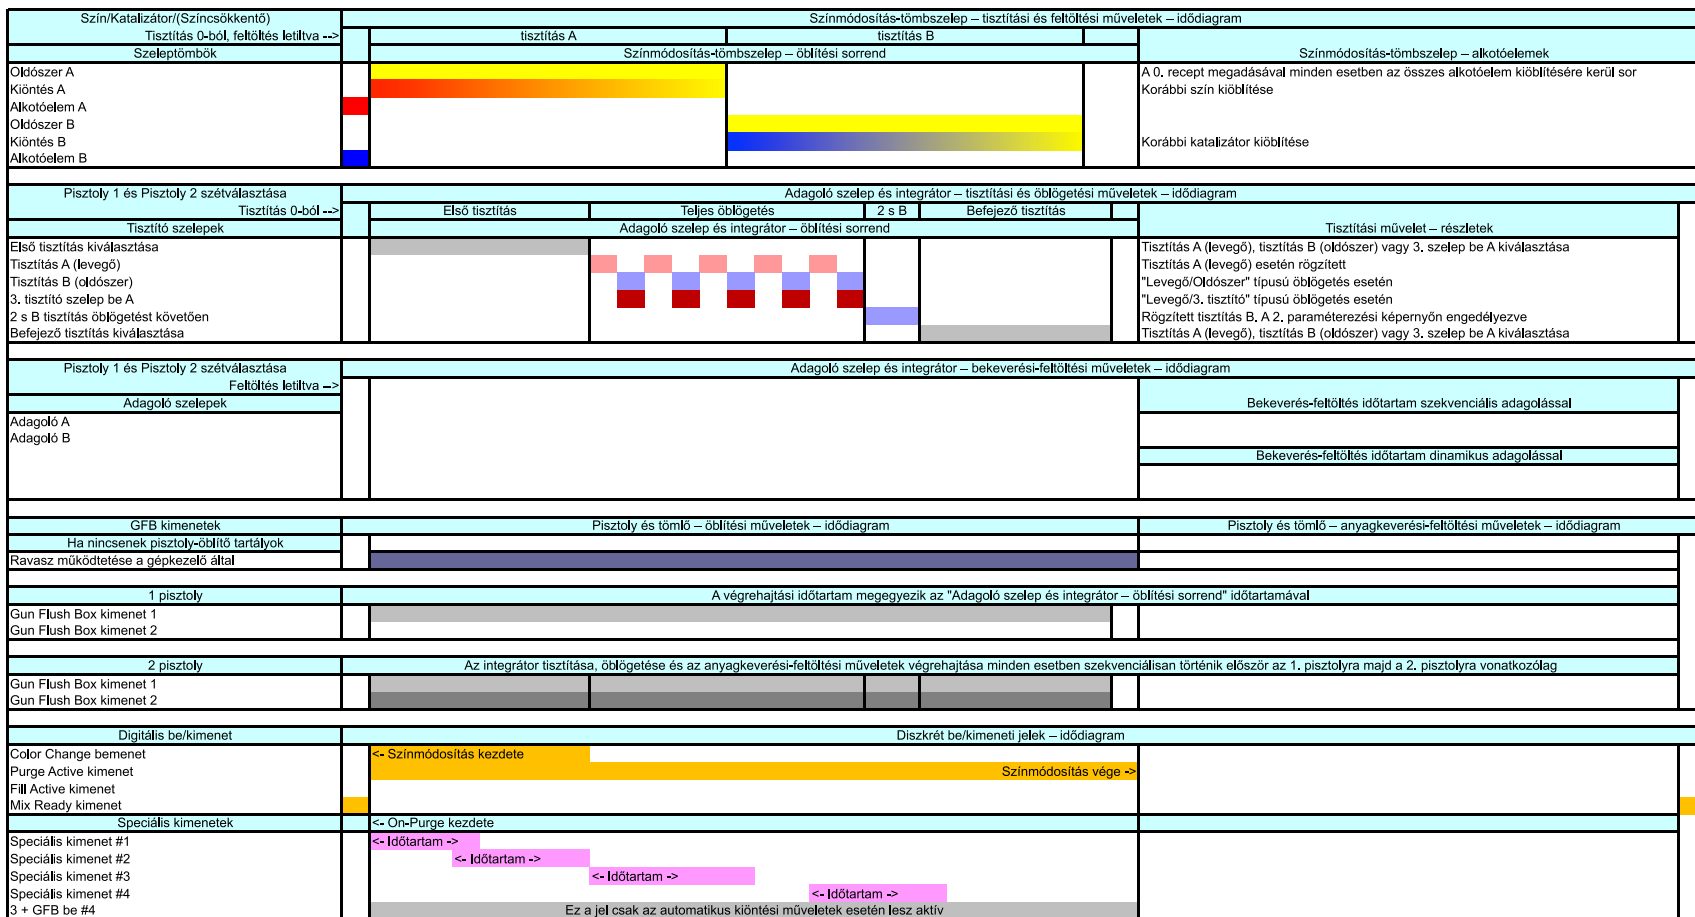 Szín/Katalizátor/(Színcsökkentő)
Színmódosítás-tömbszelep – tisztítási és feltöltési műveletek – idődiagram
Tisztítás 0-ból, feltöltés letiltva -->
tisztítás A
tisztítás B
Szeleptömbök
Színmódosítás-tömbszelep – öblítési sorrend
Színmódosítás-tömbszelep – alkotóelemek
Oldószer A
A 0. recept megadásával minden esetben az összes alkotóelem kiöblítésére kerül sor
Kiöntés A
Korábbi szín kiöblítése
Alkotóelem A
Oldószer B
Kiöntés B
Korábbi katalizátor kiöblítése
Alkotóelem B
Pisztoly 1 és Pisztoly 2 szétválasztása
Adagoló szelep és integrátor – tisztítási és öblögetési műveletek – idődiagram
Tisztítás 0-ból -->
Első tisztítás
Teljes öblögetés
2 s B
Befejező tisztítás
Tisztító szelepek
Adagoló szelep és integrátor – öblítési sorrend
Tisztítási művelet – részletek
Első tisztítás kiválasztása
Tisztítás A (levegő), tisztítás B (oldószer) vagy 3. szelep be A kiválasztása
Tisztítás A (levegő)
Tisztítás A (levegő) esetén rögzített
Tisztítás B (oldószer)
"Levegő/Oldószer" típusú öblögetés esetén
3. tisztító szelep be A
"Levegő/3. tisztító" típusú öblögetés esetén
2 s B tisztítás öblögetést követően
Rögzített tisztítás B. A 2. paraméterezési képernyőn engedélyezve
Befejező tisztítás kiválasztása
Tisztítás A (levegő), tisztítás B (oldószer) vagy 3. szelep be A kiválasztása
Pisztoly 1 és Pisztoly 2 szétválasztása
Adagoló szelep és integrátor – bekeverési-feltöltési műveletek – idődiagram
Feltöltés letiltva -->
Adagoló szelepek
Bekeverés-feltöltés időtartam szekvenciális adagolással
Adagoló A
Adagoló B
Bekeverés-feltöltés időtartam dinamikus adagolással
GFB kimenetek
Pisztoly és tömlő – öblítési műveletek – idődiagram
Pisztoly és tömlő – anyagkeverési-feltöltési műveletek – idődiagram
Ha nincsenek pisztoly-öblítő tartályok
Ravasz működtetése a gépkezelő által
1 pisztoly
A végrehajtási időtartam megegyezik az "Adagoló szelep és integrátor – öblítési sorrend" időtartamával
Gun Flush Box kimenet 1
Gun Flush Box kimenet 2
2 pisztoly
Az integrátor tisztítása, öblögetése és az anyagkeverési-feltöltési műveletek végrehajtása minden esetben szekvenciálisan történik először az 1. pisztolyra majd a 2. pisztolyra vonatkozólag
Gun Flush Box kimenet 1
Gun Flush Box kimenet 2
Digitális be/kimenet
Diszkrét be/kimeneti jelek – idődiagram
Color Change bemenet
<- Színmódosítás kezdete
Purge Active kimenet
Színmódosítás vége ->
Fill Active kimenet
Mix Ready kimenet
Speciális kimenetek
<- On-Purge kezdete
Speciális kimenet #1
<- Időtartam ->
Speciális kimenet #2
<- Időtartam ->
Speciális kimenet #3
<- Időtartam ->
Speciális kimenet #4
<- Időtartam ->
3 + GFB be #4
Ez a jel csak az automatikus kiöntési műveletek esetén lesz aktív